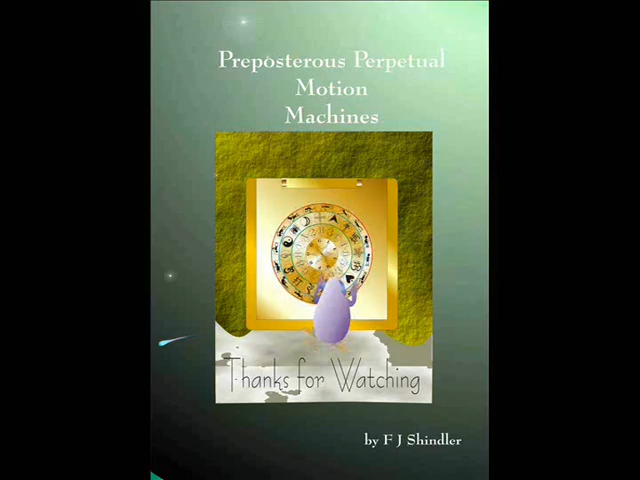 Preposterous Perpetual
Motion
Machines
Thanks for Watching
by F J Shindler